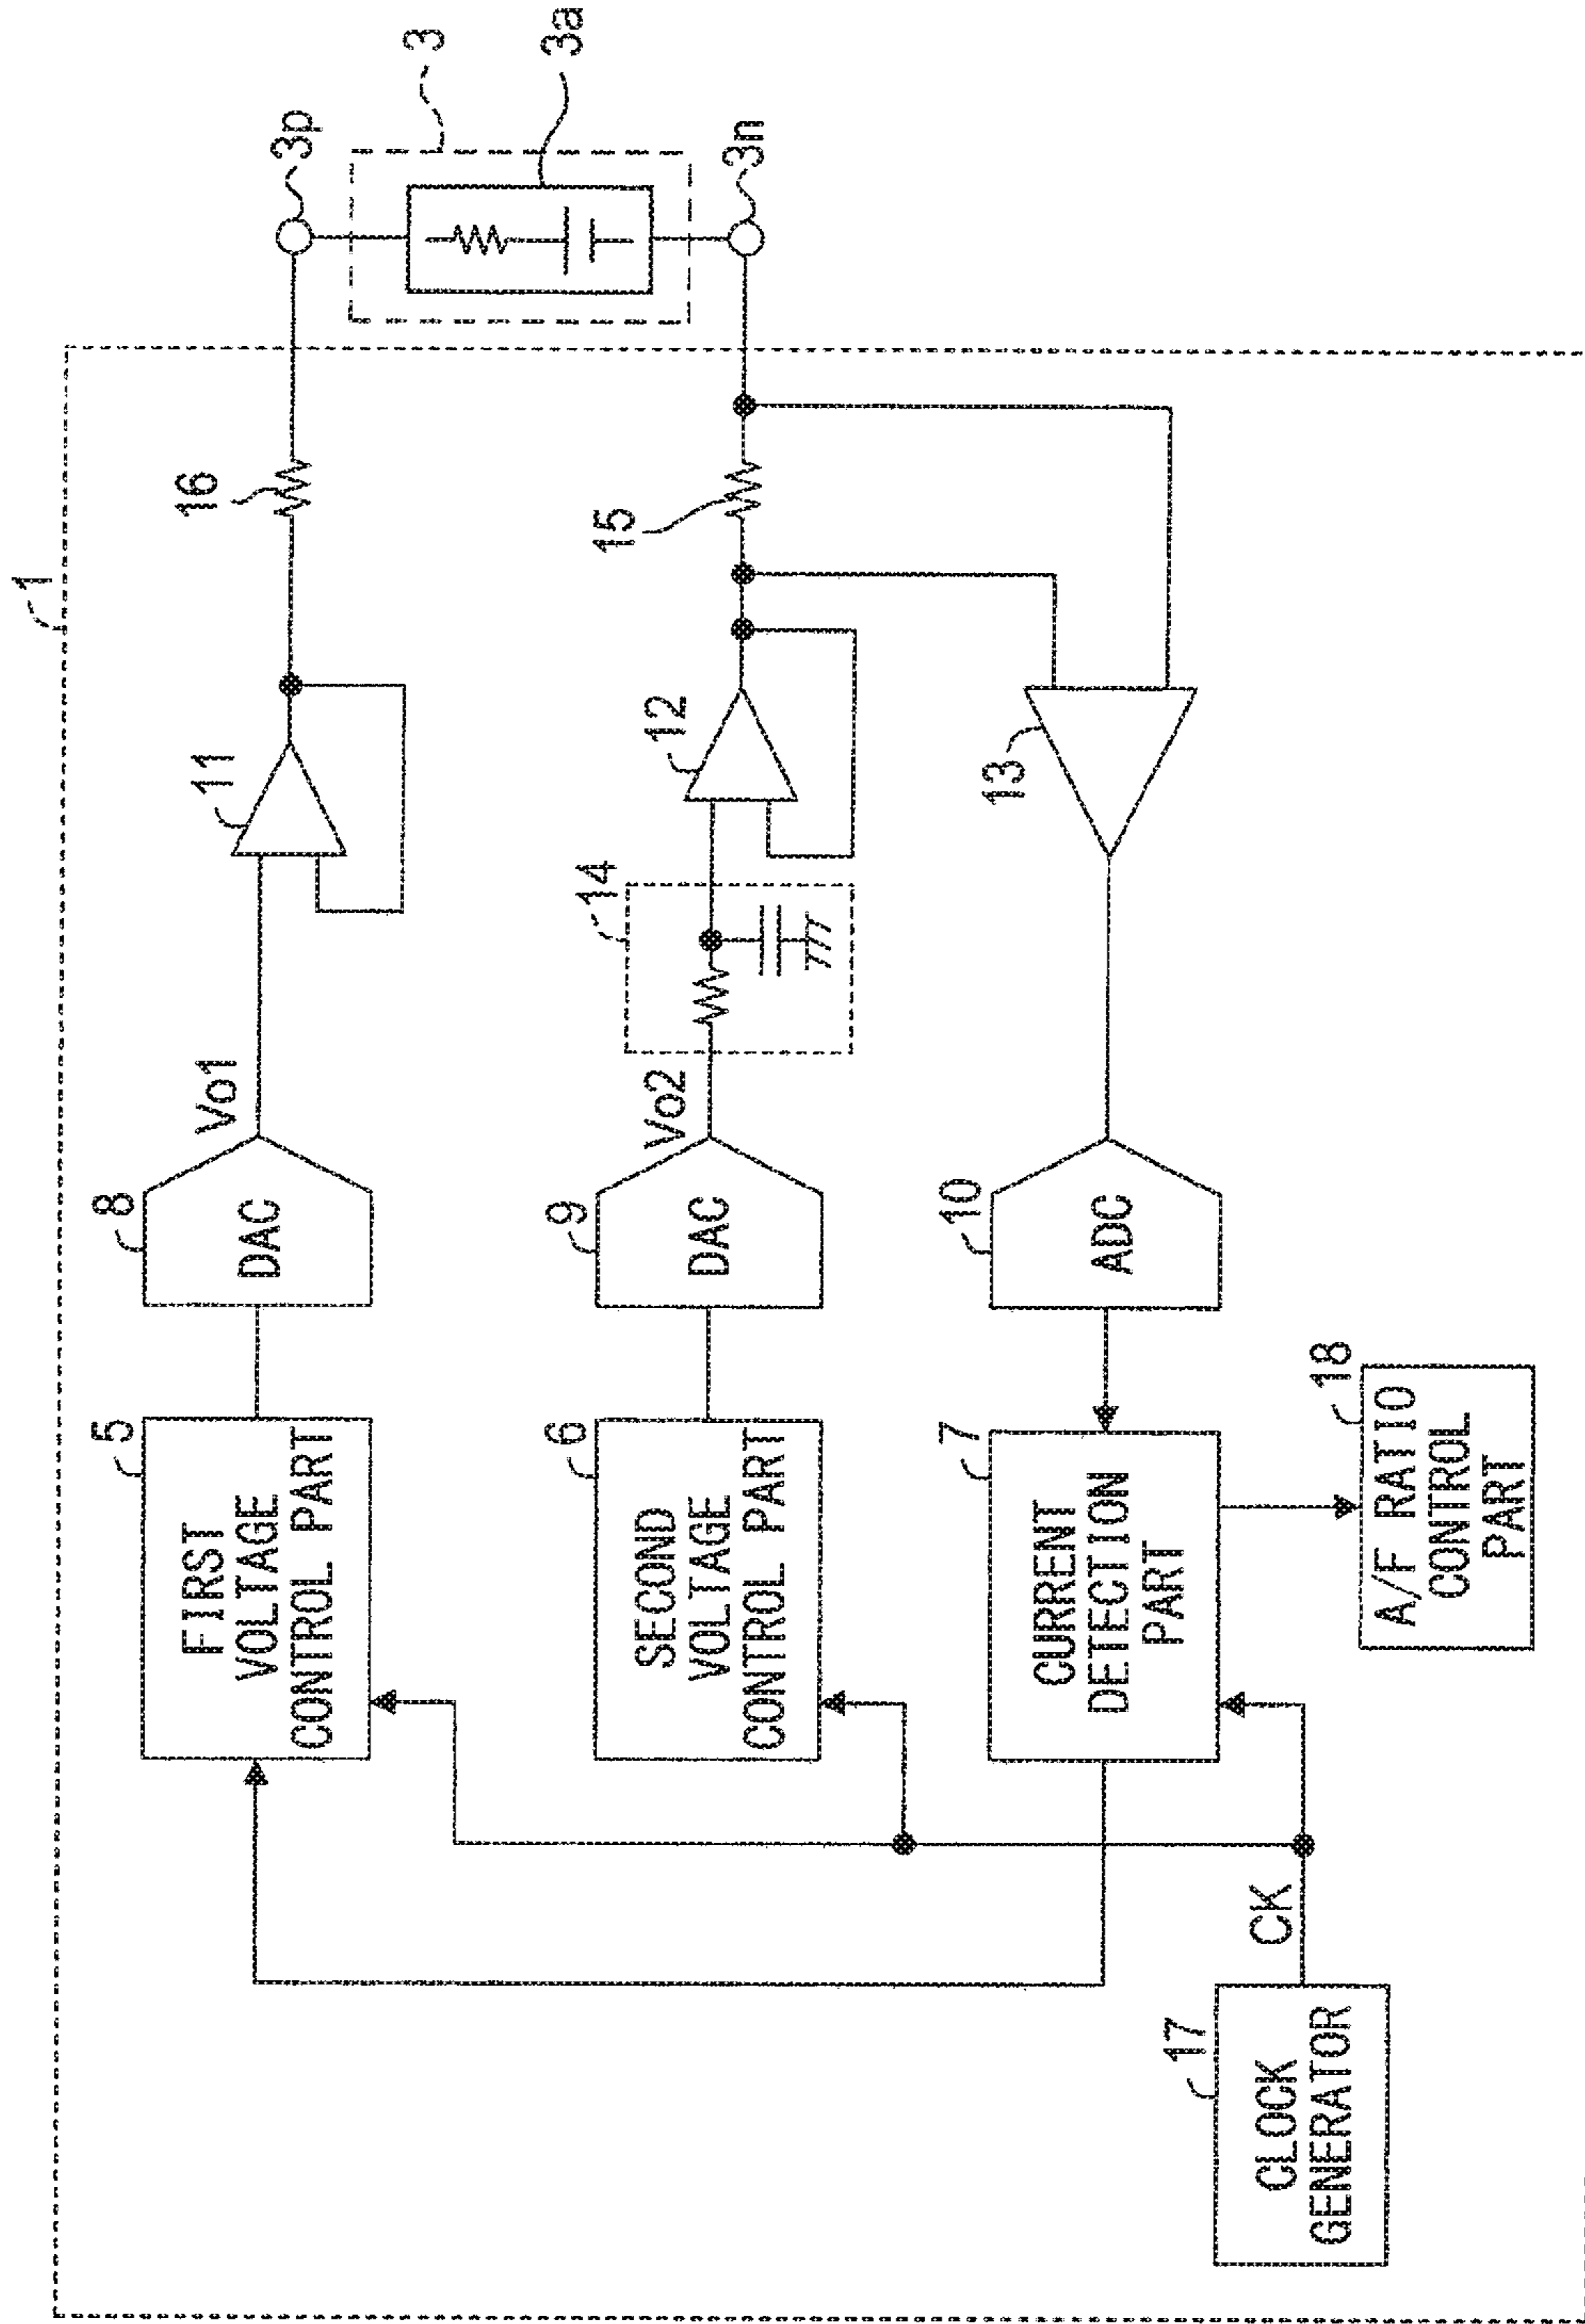 1
3
3a
3p
3n
16
11
Vo1
8
DAC
5
FIRST
VOLTAGE
CONTROL PART
15
12
14
Vo2
9
DAC
6
SECOND
VOLTAGE
CONTROL PART
13
10
ADC
7
CURRENT
DETECTION
PART
18
A/F RATIO
CONTROL
PART
CK
17
CLOCK
GENERATOR